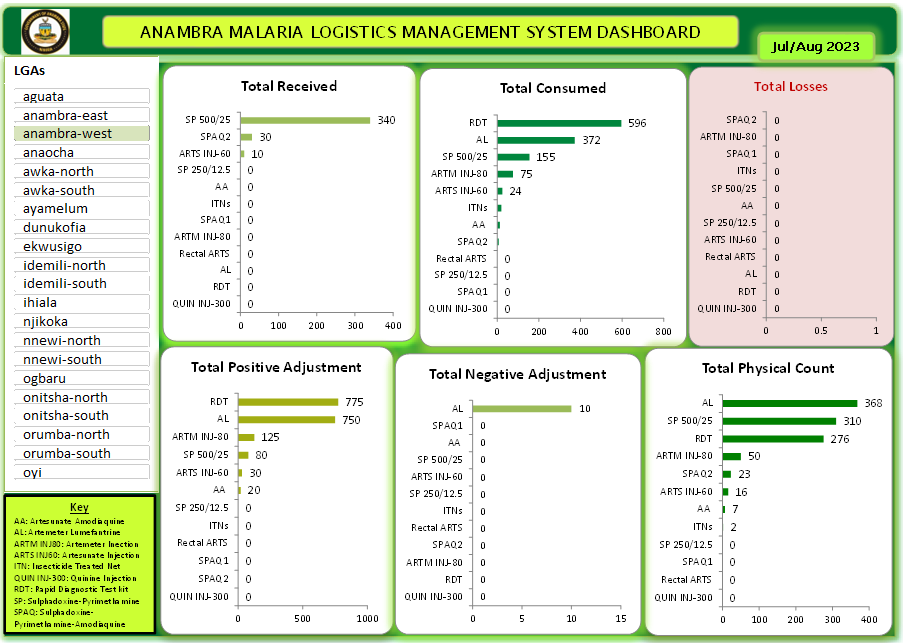 ANAMBRA MALARIA LOGISTICS MANAGEMENT SYSTEM DASHBOARD
Jul/Aug 2023
LGAs
aguata
anambra-east
anambra-west
anaocha
awka-north
awka-south
ayamelum
dunukofia
ekwusigo
idemili-north
idemili-south
ihiala
njikoka
nnewi-north
nnewi-south
ogbaru
onitsha-north
onitsha-south
orumba-north
orumba-south
oyi
Key
AA: Artesunate Amodiaquine
AL: Artemeter Lumefantrine
ARTM INJ80: Artemeter Inection
ARTS INJ60: Artesunate Injection
ITN: Insecticide Treated Net
QUIN INJ-300: Quinine Injection
RDT: Rapid Diagnostic Test kit
SP: Sulphadoxine-Pyrimethamine
SPAQ: Sulphadoxine-
Pyrimethamine-Amodiaquine
Total Received
SP 500/25 340
SPAQ2 30
ARTS INJ-60 10
SP 250/12.5 0
AA 0
ITNs 0
SPAQ1 0
ARTM INJ-80 0
Rectal ARTS 0
AL 0
RDT 0
QUIN INJ-300 0
0 100 200 300 400
Total Consumed
RDT 596
AL 372
SP 500/25 155
ARTM INJ-80 75
ARTS INJ-60 24
ITNs
AA
SPAQ2
Rectal ARTS 0
SP 250/12.5 0
SPAQ1 0
QUIN INJ-300 0
0 200 400 600 800
Total Losses
SPAQ2 0
ARTM INJ-80 0
SPAQ1 0
ITNs 0
SP 500/25 0
AA 0
SP 250/12.5 0
ARTS INJ-60 0
Rectal ARTS 0
AL 0
RDT 0
QUIN INJ-300 0
0 0.5 1
Total Positive Adjustment
RDT 775
AL 750
ARTM INJ-80 125
SP 500/25 80
ARTS INJ-60 30
AA 20
SP 250/12.5 0
ITNs 0
Rectal ARTS 0
SPAQ1 0
SPAQ2 0
QUIN INJ-300 0
0 500 1000
Total Negative Adjustment
AL 10
SPAQ1 0
AA 0
SP 500/25 0
ARTS INJ-60 0
SP 250/12.5 0
ITNs 0
Rectal ARTS 0
SPAQ2 0
ARTM INJ-80 0
RDT 0
QUIN INJ-300 0
0 5 10 15
Total Physical Count
AL 368
SP 500/25 310
RDT 276
ARTM INJ-80 50
SPAQ2 23
ARTS INJ-60 16
AA 7
ITNs 2
SP 250/12.5 0
SPAQ1 0
Rectal ARTS 0
QUIN INJ-300 0
0 100 200 300 400